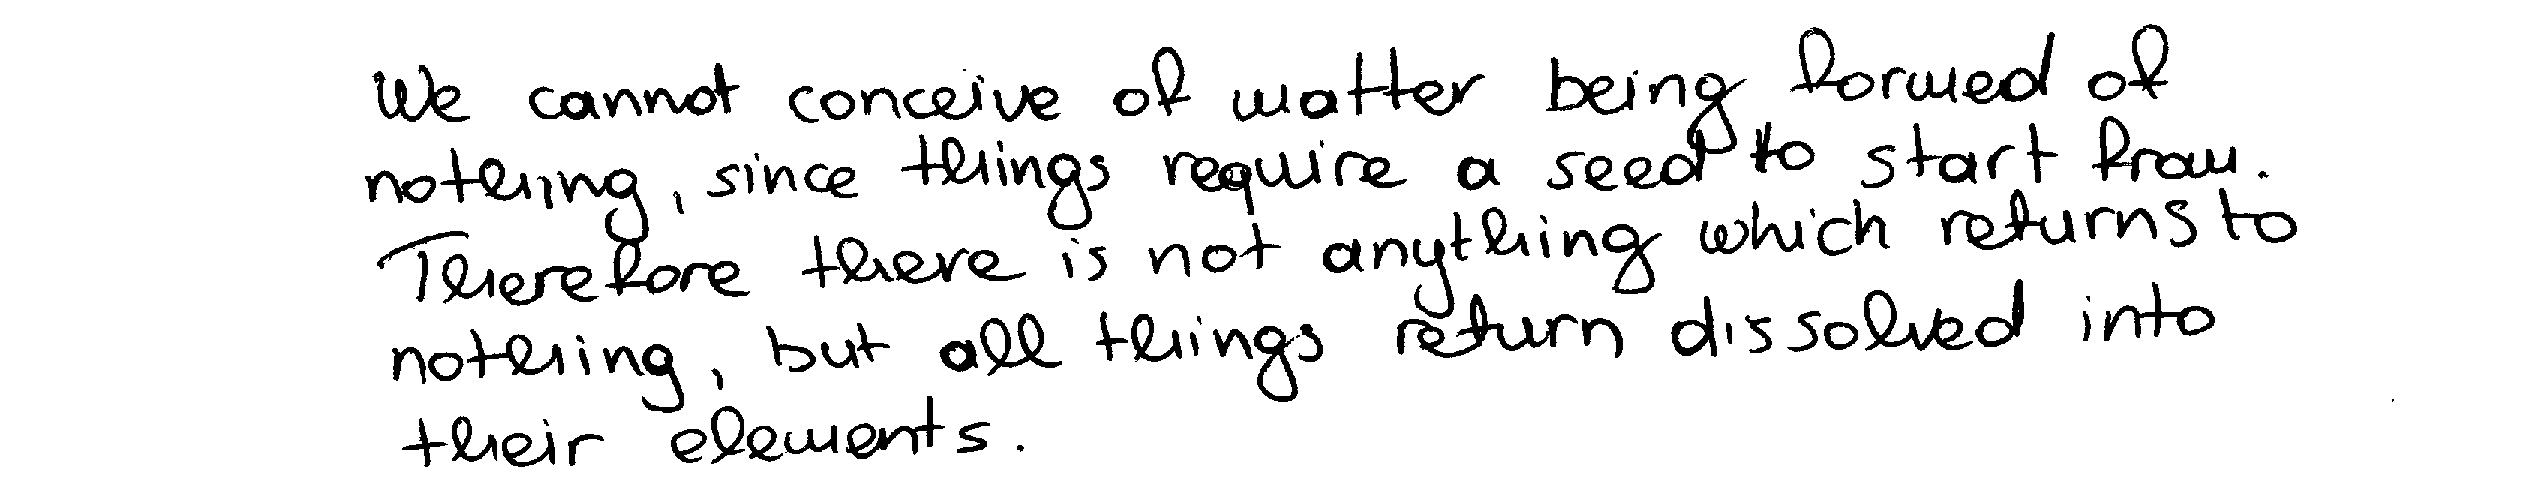 We cannot conceive of matter being formed of
nothing, since things require a seed to start from.
Therefore there is not anything which returns to
nothing, but all things return dissolved into
their elements.